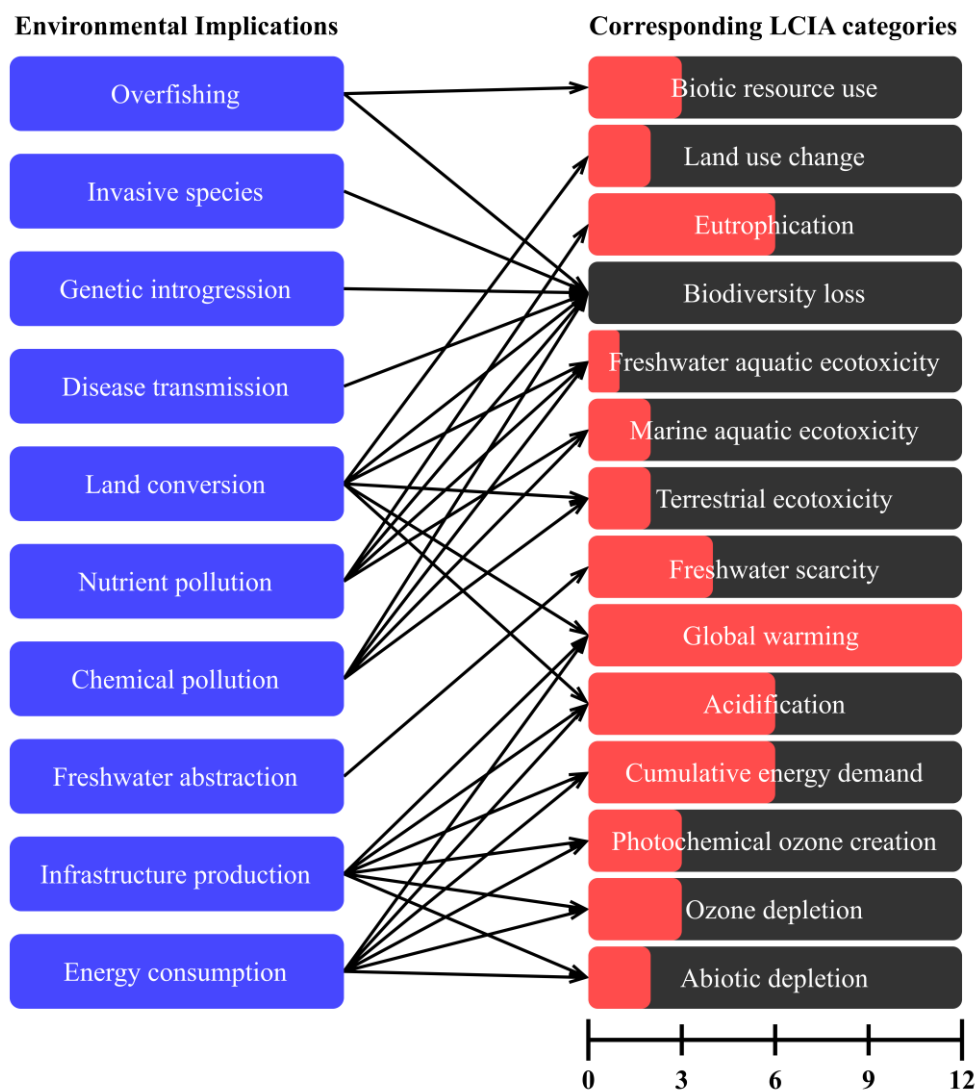 Environmental Implications
Overfishing
Invasive species
Genetic introgression
Disease transmission
Land conversion
Nutrient pollution
Chemical pollution
Freshwater abstraction
Infrastructure production
Energy consumption
Corresponding LCIA categories
Biotic resource use
Land use change
Eutrophication
Biodiversity loss
Freshwater aquatic ecotoxicity
Marine aquatic ecotoxicity
Terrestrial ecotoxicity
Freshwater scarcity
Global warming
Acidification
Cumulative energy demand
Photochemical ozone creation
Ozone depletion
Abiotic depletion
0 3 6 9 12